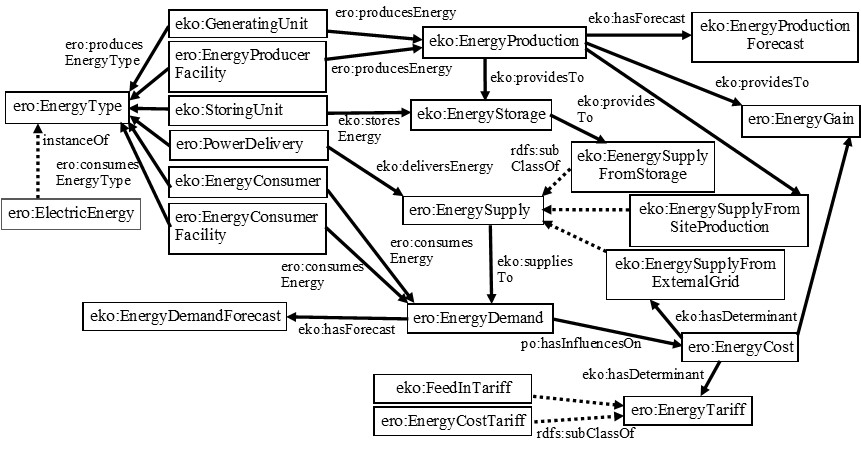 eko:GeneratingUnit
eko:hasForecast
ero:produces
EnergyType
ero:producesEnergy
eko:EnergyProduction
eko:EnergyProduction
Forecast
ero:EnergyProducer
Facility
ero:producesEnergy
eko:providesTo
eko:providesTo
ero:EnergyType
eko:StoringUnit
eko:stores
Energy
eko:EnergyStorage
eko:provides
To
ero:EnergyGain
instanceOf
ero:PowerDelivery
rdfs:sub
ClassOf
eko:EenergySupply
FromStorage
ero:consumes
EnergyType
eko:deliversEnergy
eko:EnergyConsumer
ero:ElectricEnergy
ero:EnergyConsumer
Facility
ero:EnergySupply
eko:EnergySupplyFrom
SiteProduction
ero:consumes
Energy
ero:consumes
Energy
eko:supplies
To
eko:EnergySupplyFrom
ExternalGrid
eko:EnergyDemandForecast
eko:hasForecast
ero:EnergyDemand
eko:hasDeterminant
po:hasInfluencesOn
ero:EnergyCost
eko:hasDeterminant
eko:FeedInTariff
ero:EnergyCostTariff
rdfs:subClassOf
ero:EnergyTariff